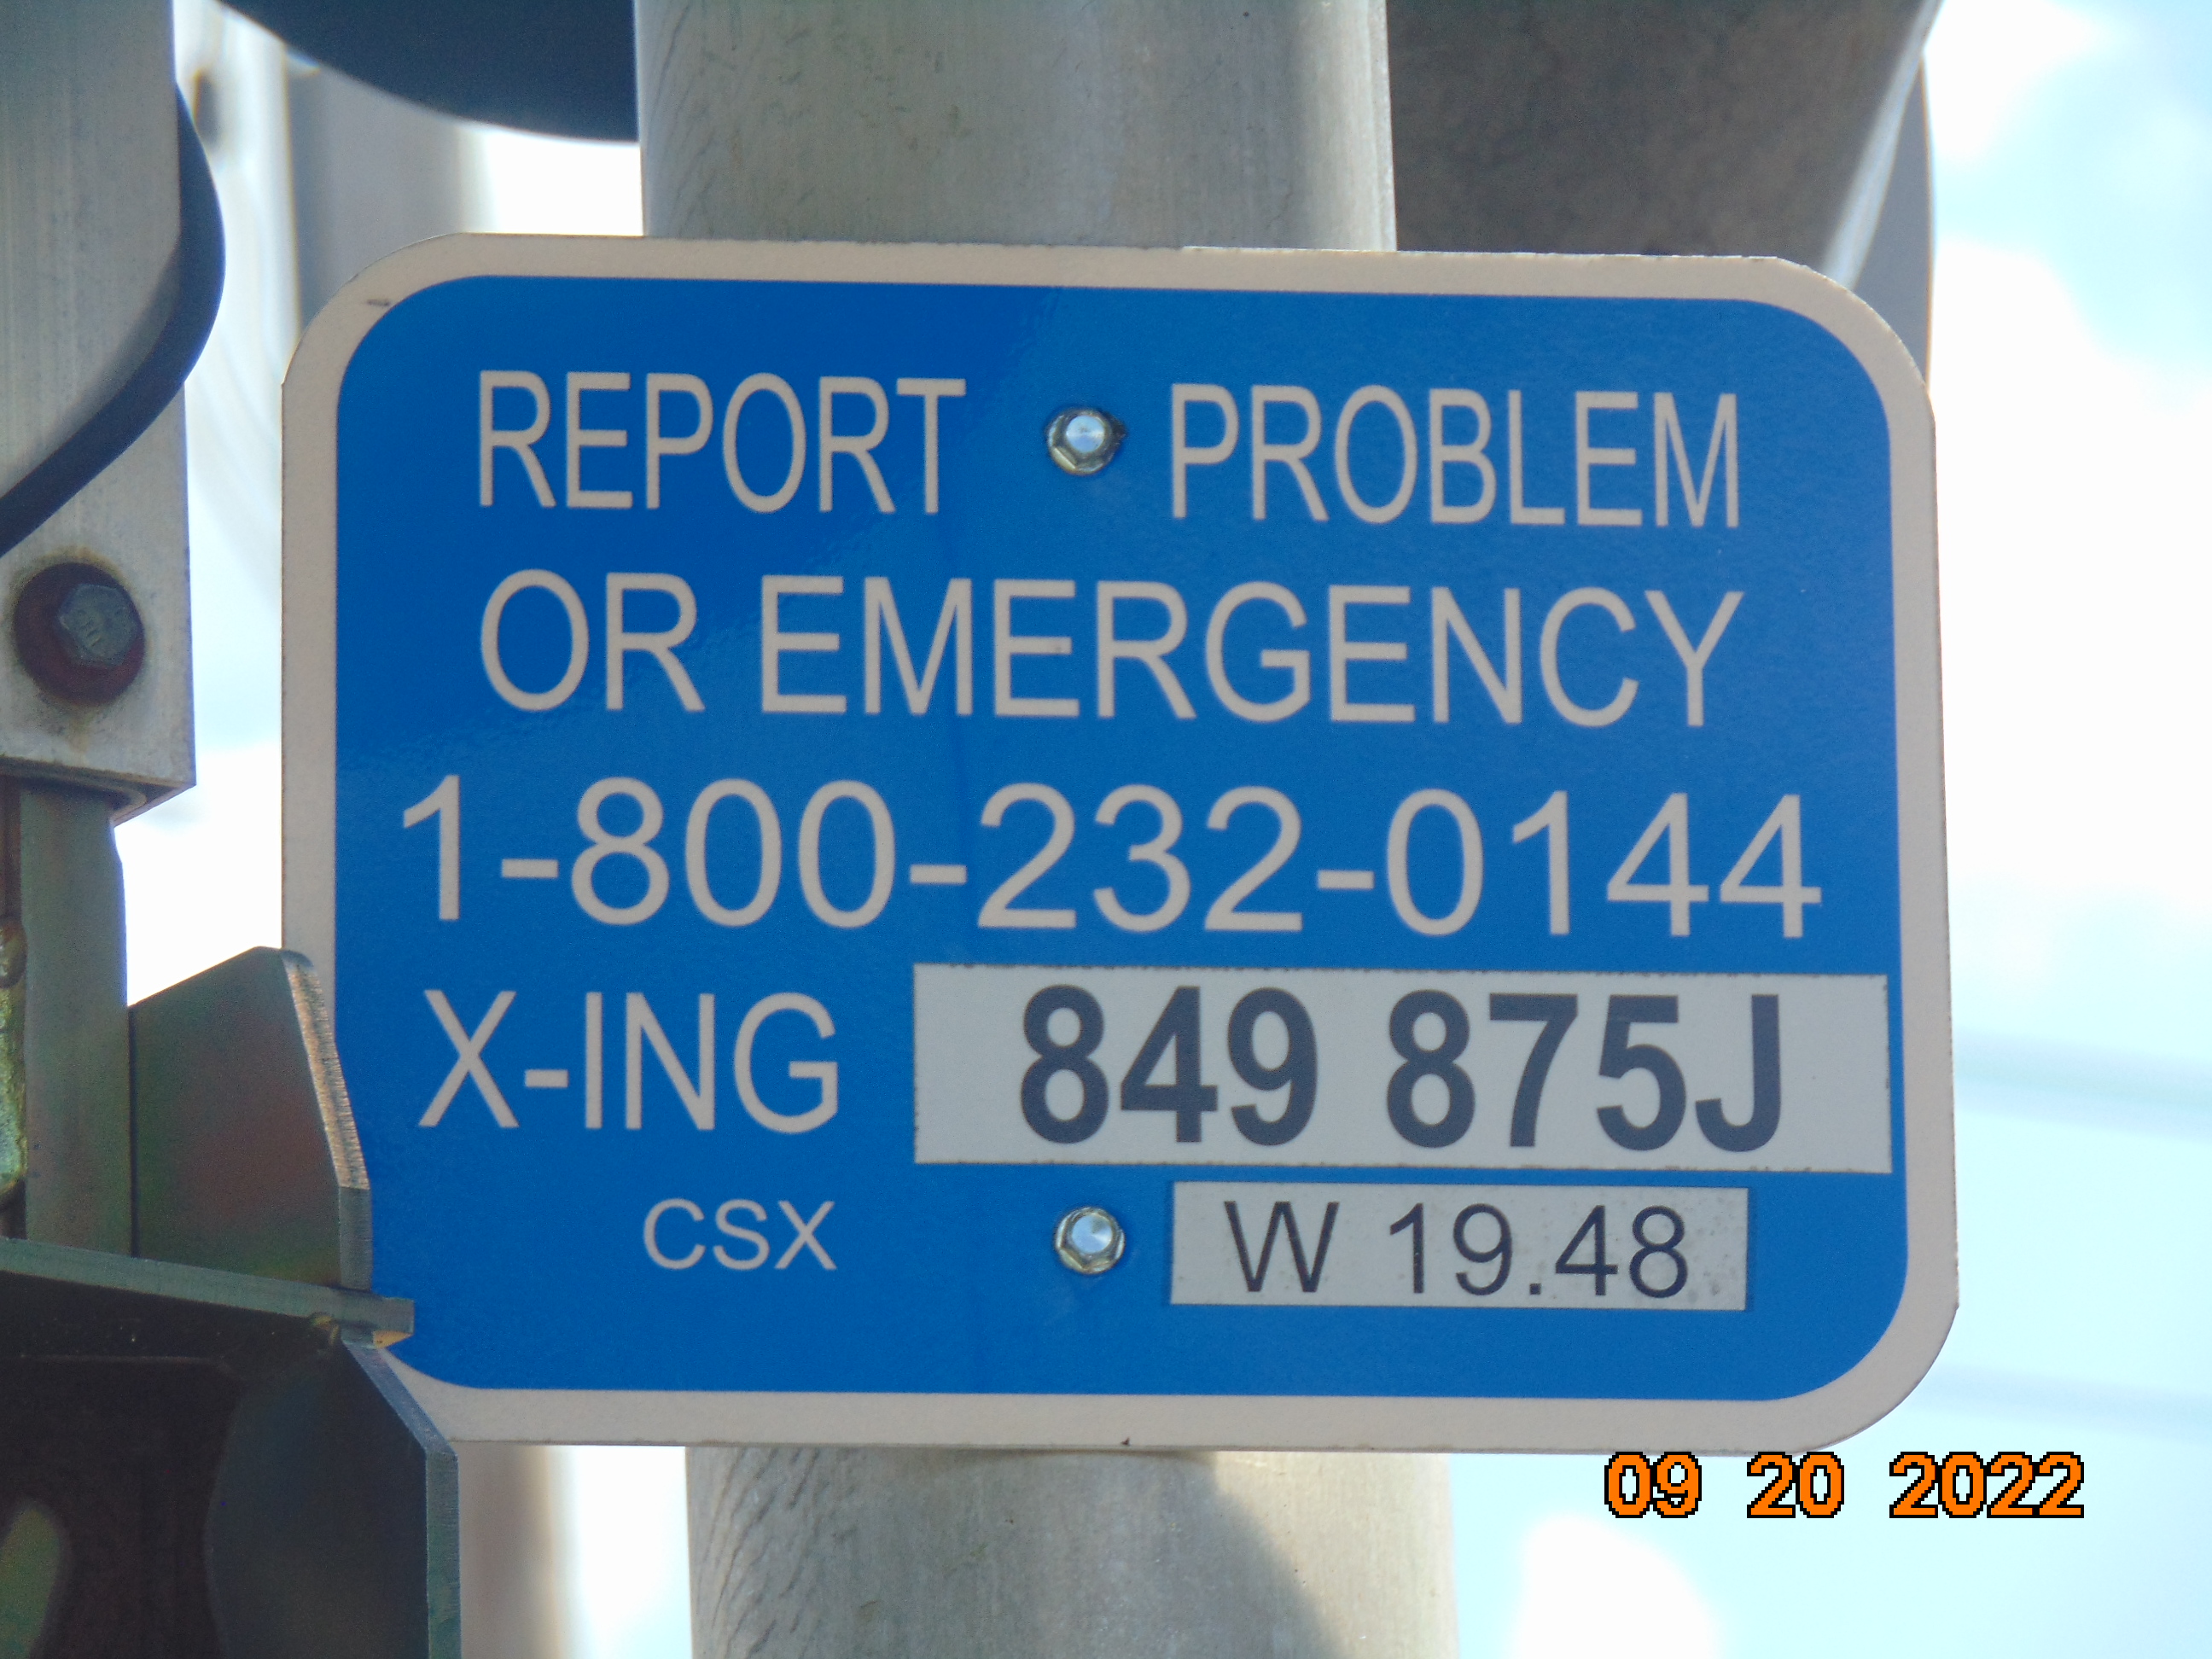 REPORT PROBLEM
OR EMERGENCY
1-800-232-0144
X-ING 849 875J
CSX W 19.48
09 20 2022